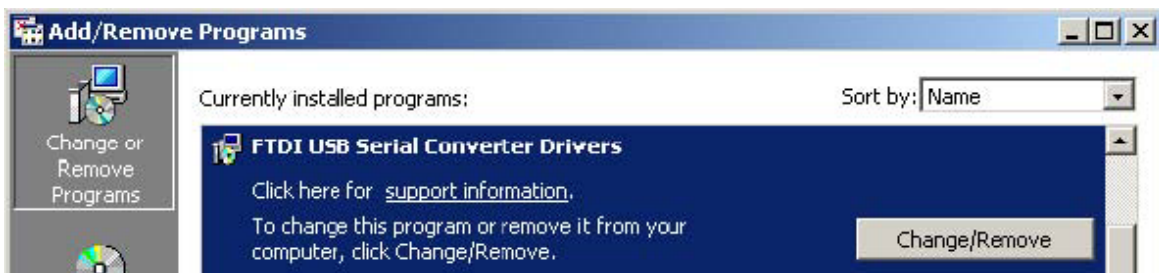 Add/Remove Programs
Change or
Remove
Programs
Currently installed programs:
Sort by: Name
FTDI USB Serial Converter Drivers
Click here for support information.
To change this program or remove it from your
computer, click Change/Remove.
Change/Remove